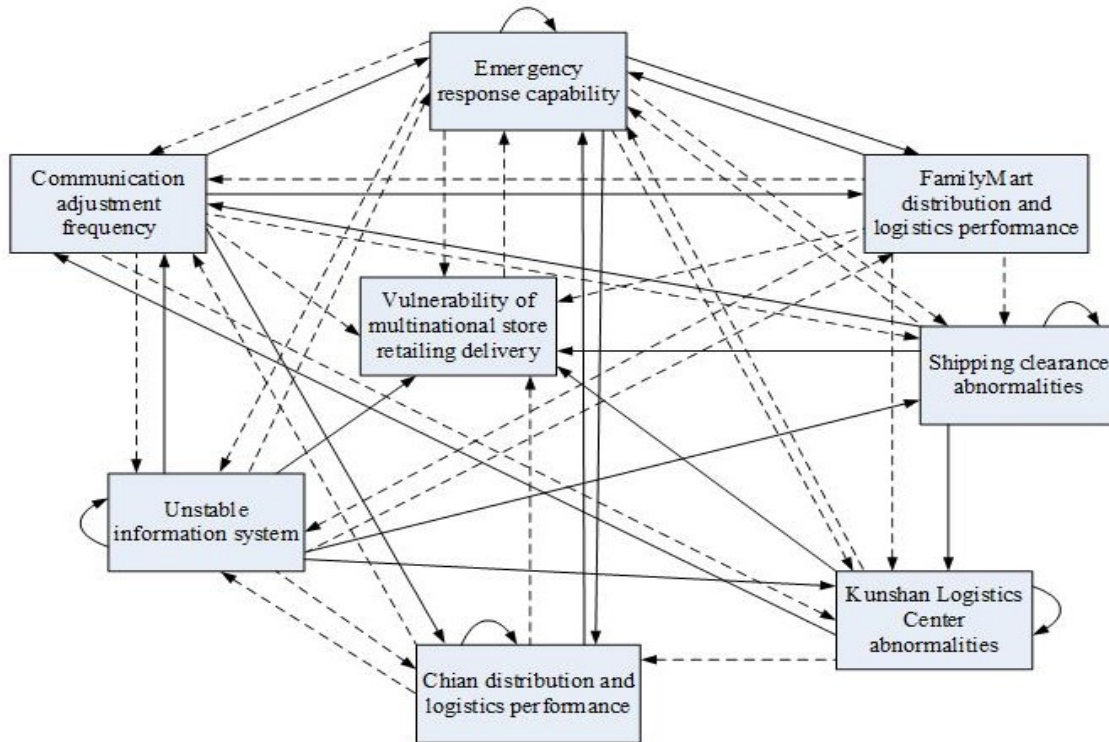 Emergency
response capability
Communication
adjustment
frequency
FamilyMart
distribution and
logistics performance
Vulnerability of
multinational store
retailing delivery
Shipping clearance
abnormalities
Unstable
information system
Kunshan Logistics
Center
abnormalities
Chian distribution and
logistics performance